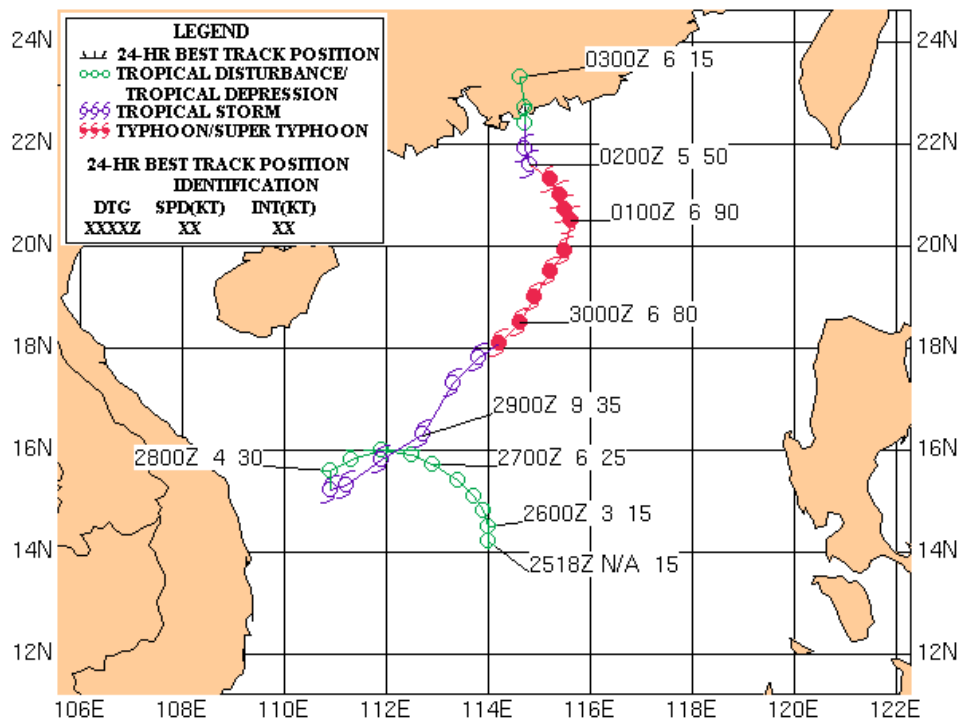 LEGEND
24-HR BEST TRACK POSITION
TROPICAL DISTURBANCE/
TROPICAL DEPRESSION
TROPICAL STORM
TYPHOON/SUPER TYPHOON
24-HR BEST TRACK POSITION
IDENTIFICATION
DTG SPD(KT) INT(KT)
XXXXZ XX XX
24N 24N
0300Z 6 15
22N 22N
0200Z 5 50
0100Z 6 90
20N 20N
3000Z 6 80
18N 18N
2900Z 9 35
16N 16N
2800Z 4 30
2700Z 6 25
2600Z 3 15
14N 14N
2518Z N/A 15
12N 12N
106E 108E 110E 112E 114E 116E 118E 120E 122E